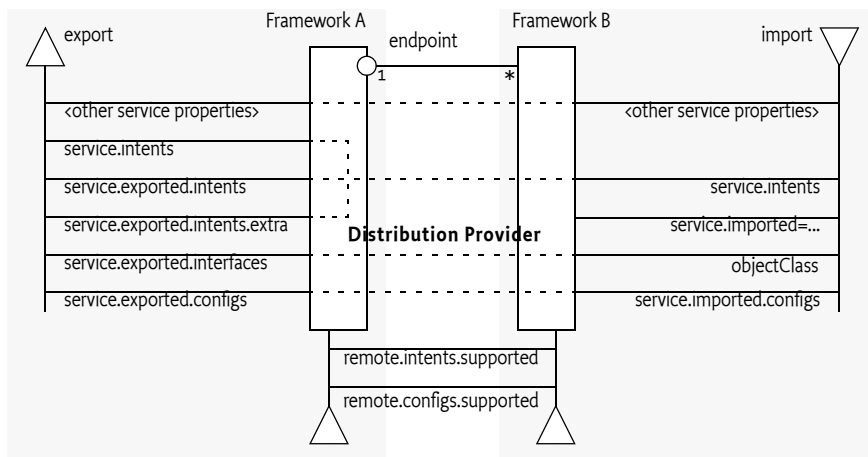 Framework A
Framework B
export
endpoint
import
1
*
<other service properties>
<other service properties>
service.intents
service.exported.intents
service.intents
service.exported.intents.extra
service.imported=...
Distribution Provider
service.exported.interfaces
objectClass
service.exported.configs
service.imported.configs
remote.intents.supported
remote.configs.supported